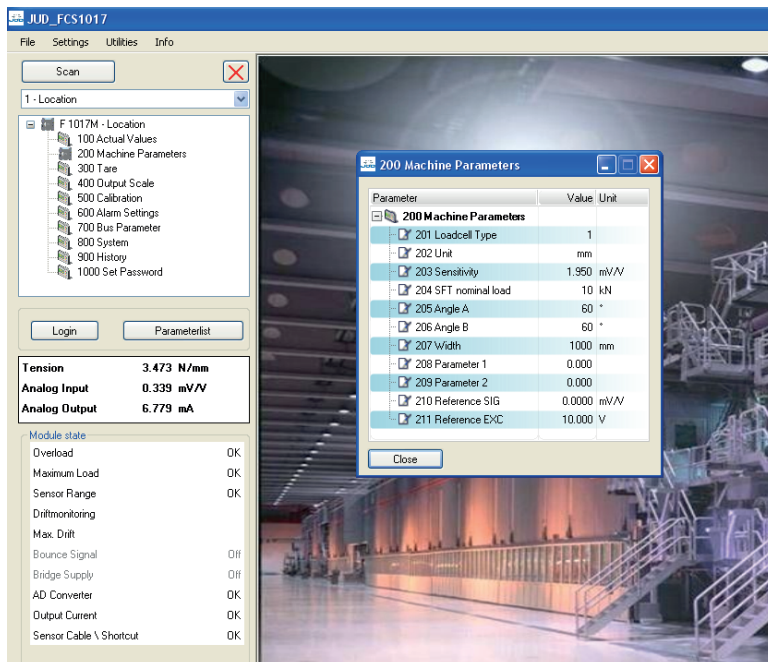 JUD_FCS1017
File Settings Utilities Info
Scan
1 - Location
F 1017M - Location
100 Actual Values
200 Machine Parameters
300 Tare
400 Output Scale
500 Calibration
600 Alarm Settings
700 Bus Parameter
800 System
900 History
1000 Set Password
Login Parameterlist
Tension 3.473 N/mm
Analog Input 0.339 mV/V
Analog Output 6.779 mA
Module state
Overload OK
Maximum Load OK
Sensor Range OK
Driftmonitoring
Max. Drift
Bounce Signal Off
Bridge Supply Off
AD Converter OK
Output Current OK
Sensor Cable \ Shortcut OK
200 Machine Parameters
Parameter Value Unit
200 Machine Parameters
201 Loadcell Type 1
202 Unit mm
203 Sensitivity 1.950 mV/V
204 SFT nominal load 10 kN
205 Angle A 60 °
206 Angle B 60 °
207 Width 1000 mm
208 Parameter 1 0.000
209 Parameter 2 0.000
210 Reference SIG 0.0000 mV/V
211 Reference EXC 10.000 V
Close